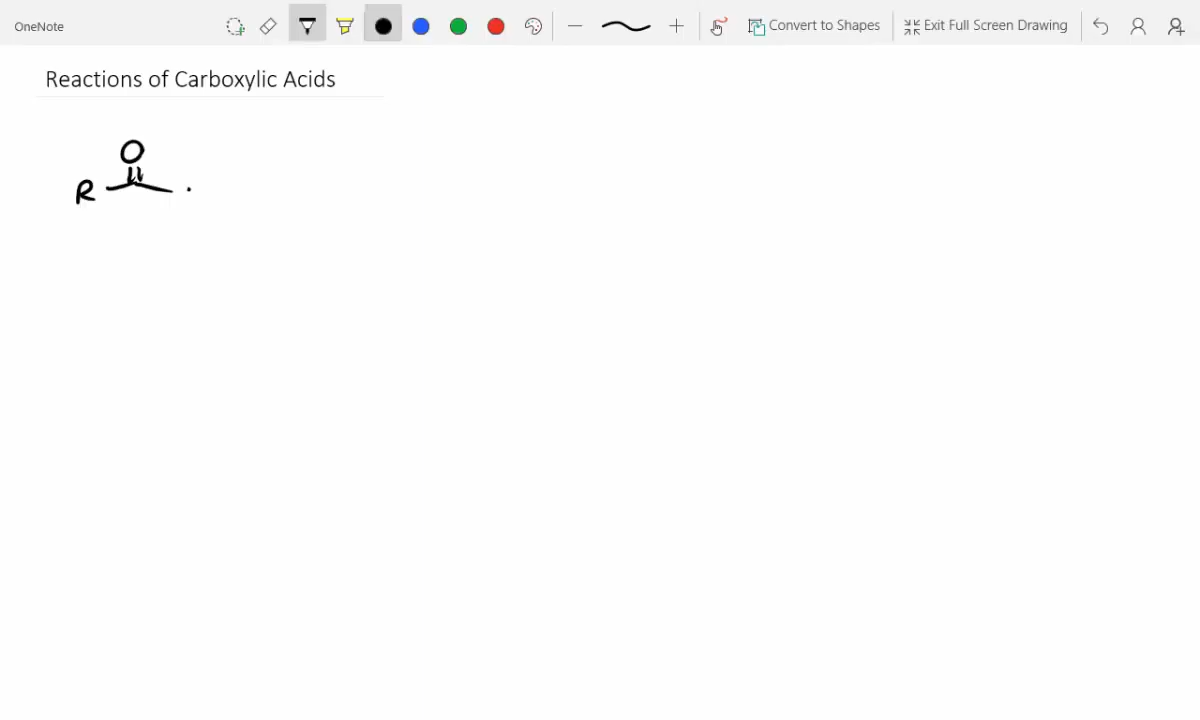 OneNote
Convert to Shapes
Exit Full Screen Drawing
Reactions of Carboxylic Acids
O
R